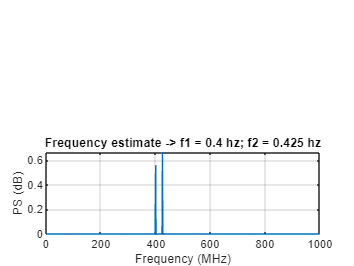 Frequency estimate -> f1 = 0.4 hz; f2 = 0.425 hz
0.6
0.4
0.2
0
PS (dB)
0 200 400 600 800 1000
Frequency (MHz)